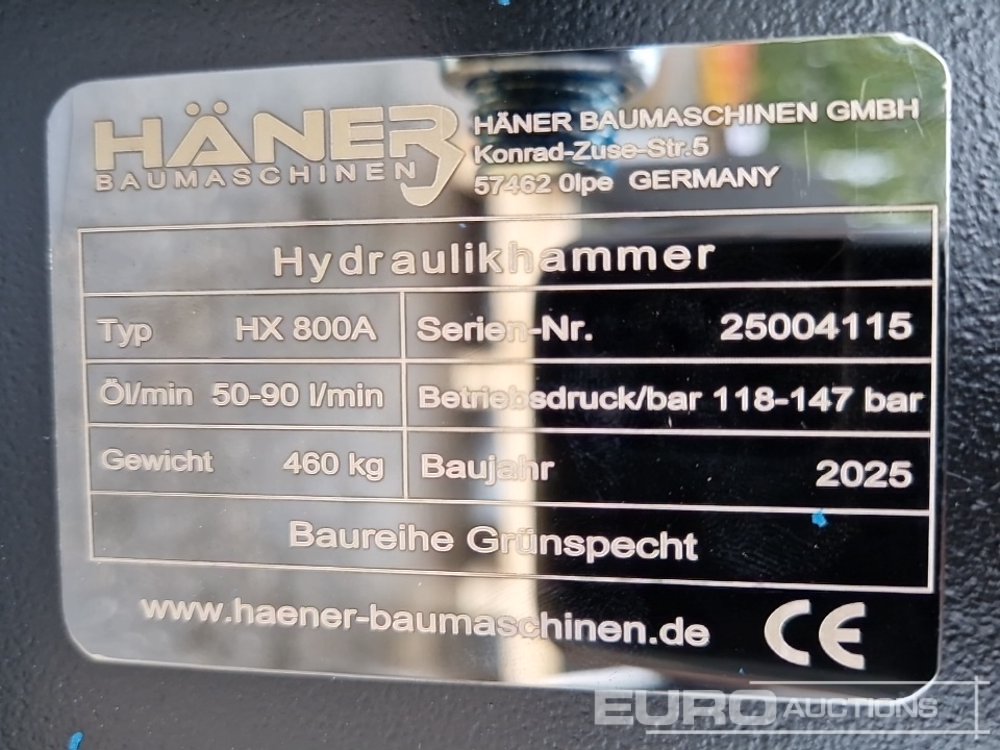 HÄNER
BAUMASCHINEN
HÄNER BAUMASCHINEN GMBH
Konrad-Zuse-Str.5
57462 Olpe GERMANY
Hydraulikhammer
Typ HX 800A Serien-Nr. 25004115
Öl/min 50-90 l/min Betriebsdruck/bar 118-147 bar
Gewicht 460 kg Baujahr 2025
Baureihe Grünspecht
www.haener-baumaschinen.de CE
EURO AUCTIONS